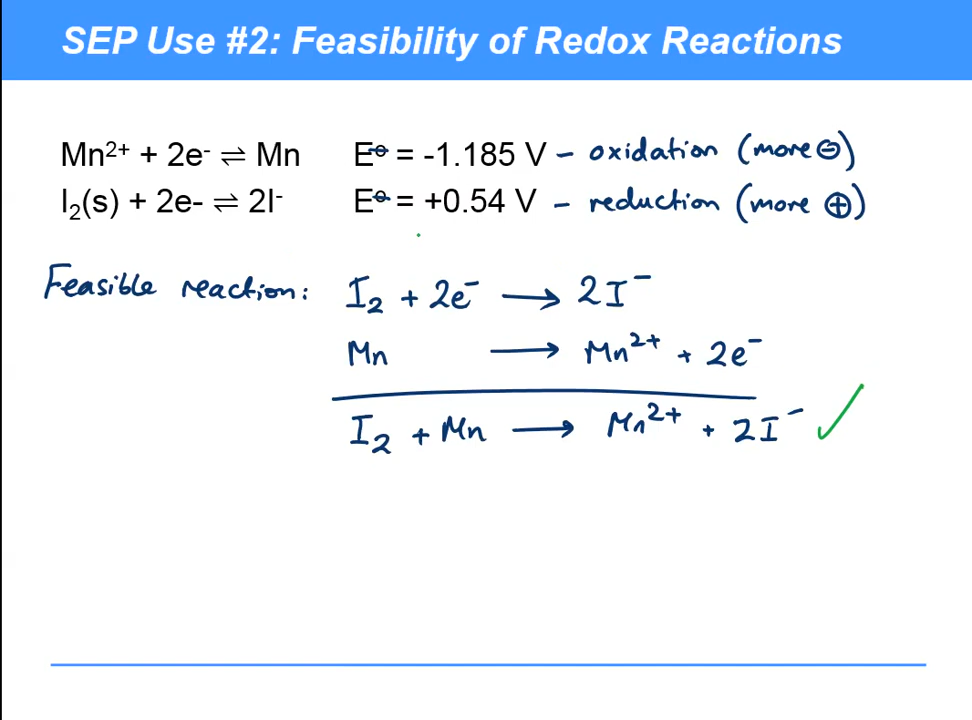 SEP Use #2: Feasibility of Redox Reactions
Mn²⁺ + 2e⁻ ⇌ Mn E⊖ = -1.185 V – oxidation (more ⊖)
I₂(s) + 2e- ⇌ 2I⁻ E⊖ = +0.54 V – reduction (more ⊕)
Feasible reaction: I₂ + 2e⁻ ⟶ 2I⁻
Mn ⟶ Mn²⁺ + 2e⁻
I₂ + Mn ⟶ Mn²⁺ + 2I⁻ ✓